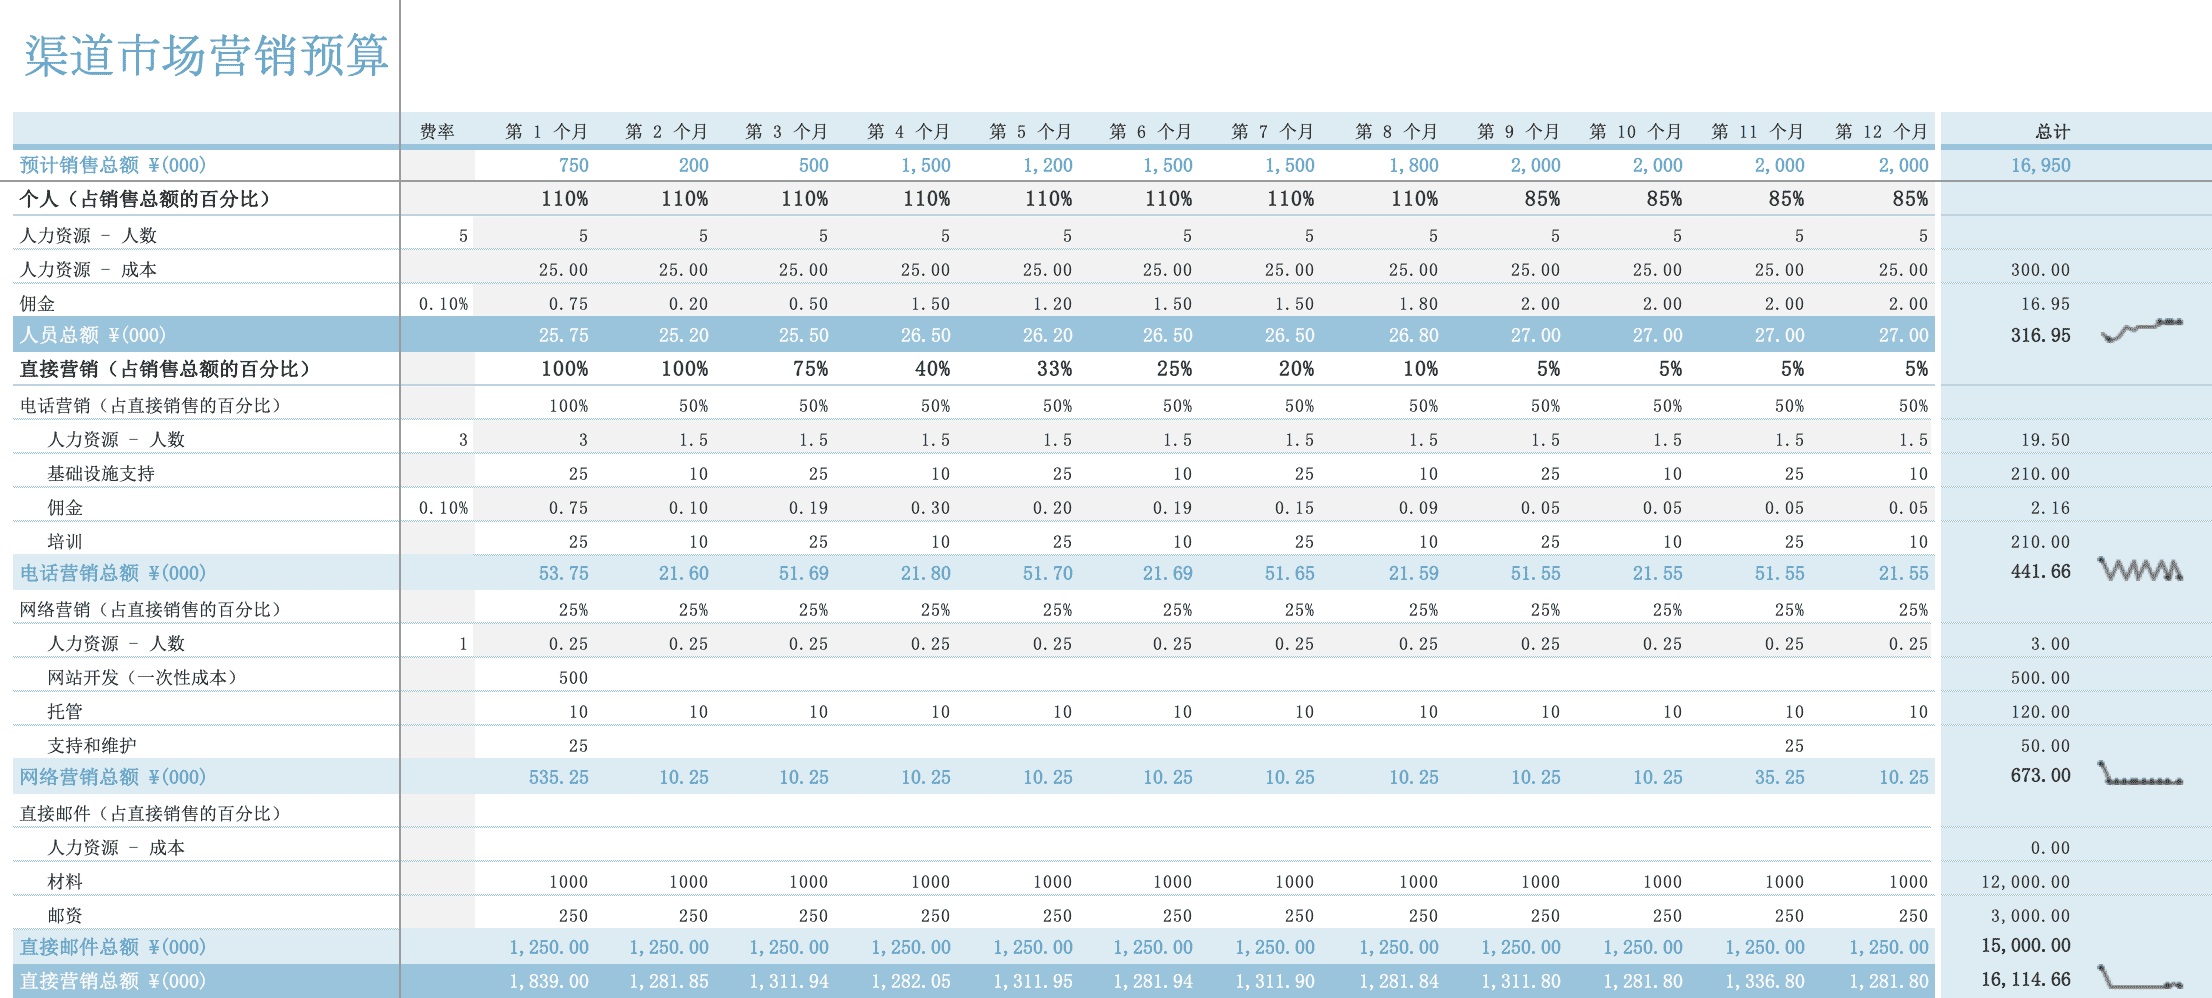 渠道市场营销预算
费率 第 1 个月 第 2 个月 第 3 个月 第 4 个月 第 5 个月 第 6 个月 第 7 个月 第 8 个月 第 9 个月 第 10 个月 第 11 个月 第 12 个月 总计
预计销售总额 ¥(000) 750 200 500 1,500 1,200 1,500 1,500 1,800 2,000 2,000 2,000 2,000 16,950
个人（占销售总额的百分比） 110% 110% 110% 110% 110% 110% 110% 110% 85% 85% 85% 85%
人力资源 - 人数 5 5 5 5 5 5 5 5 5 5 5 5 5
人力资源 - 成本 25.00 25.00 25.00 25.00 25.00 25.00 25.00 25.00 25.00 25.00 25.00 25.00 300.00
佣金 0.10% 0.75 0.20 0.50 1.50 1.20 1.50 1.50 1.80 2.00 2.00 2.00 2.00 16.95
人员总额 ¥(000) 25.75 25.20 25.50 26.50 26.20 26.50 26.50 26.80 27.00 27.00 27.00 27.00 316.95
直接营销（占销售总额的百分比） 100% 100% 75% 40% 33% 25% 20% 10% 5% 5% 5% 5%
电话营销（占直接销售的百分比） 100% 50% 50% 50% 50% 50% 50% 50% 50% 50% 50% 50%
人力资源 - 人数 3 3 1.5 1.5 1.5 1.5 1.5 1.5 1.5 1.5 1.5 1.5 1.5 19.50
基础设施支持 25 10 25 10 25 10 25 10 25 10 25 10 210.00
佣金 0.10% 0.75 0.10 0.19 0.30 0.20 0.19 0.15 0.09 0.05 0.05 0.05 0.05 2.16
培训 25 10 25 10 25 10 25 10 25 10 25 10 210.00
电话营销总额 ¥(000) 53.75 21.60 51.69 21.80 51.70 21.69 51.65 21.59 51.55 21.55 51.55 21.55 441.66
网络营销（占直接销售的百分比） 25% 25% 25% 25% 25% 25% 25% 25% 25% 25% 25% 25%
人力资源 - 人数 1 0.25 0.25 0.25 0.25 0.25 0.25 0.25 0.25 0.25 0.25 0.25 0.25 3.00
网站开发（一次性成本） 500 500.00
托管 10 10 10 10 10 10 10 10 10 10 10 10 120.00
支持和维护 25 25 50.00
网络营销总额 ¥(000) 535.25 10.25 10.25 10.25 10.25 10.25 10.25 10.25 10.25 10.25 35.25 10.25 673.00
直接邮件（占直接销售的百分比）
人力资源 - 成本 0.00
材料 1000 1000 1000 1000 1000 1000 1000 1000 1000 1000 1000 1000 12,000.00
邮资 250 250 250 250 250 250 250 250 250 250 250 250 3,000.00
直接邮件总额 ¥(000) 1,250.00 1,250.00 1,250.00 1,250.00 1,250.00 1,250.00 1,250.00 1,250.00 1,250.00 1,250.00 1,250.00 1,250.00 15,000.00
直接营销总额 ¥(000) 1,839.00 1,281.85 1,311.94 1,282.05 1,311.95 1,281.94 1,311.90 1,281.84 1,311.80 1,281.80 1,336.80 1,281.80 16,114.66